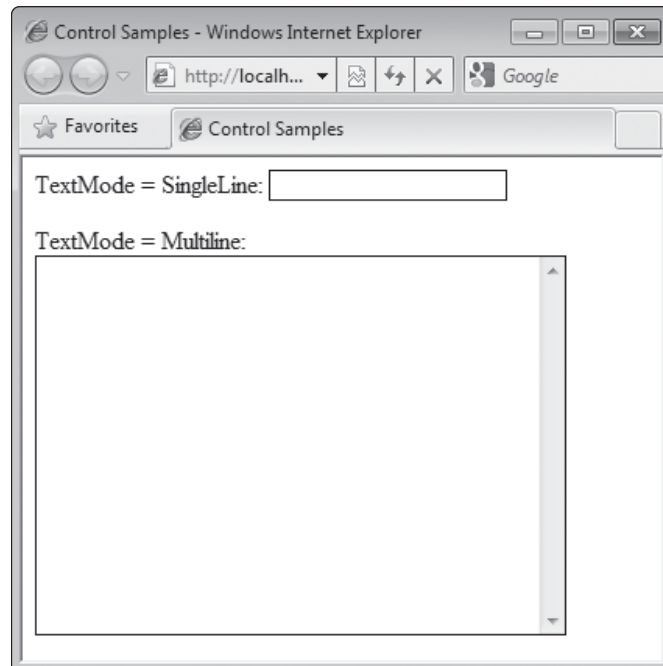 Control Samples - Windows Internet Explorer
http://localh...
Google
Favorites
Control Samples
TextMode = SingleLine:
TextMode = Multiline: